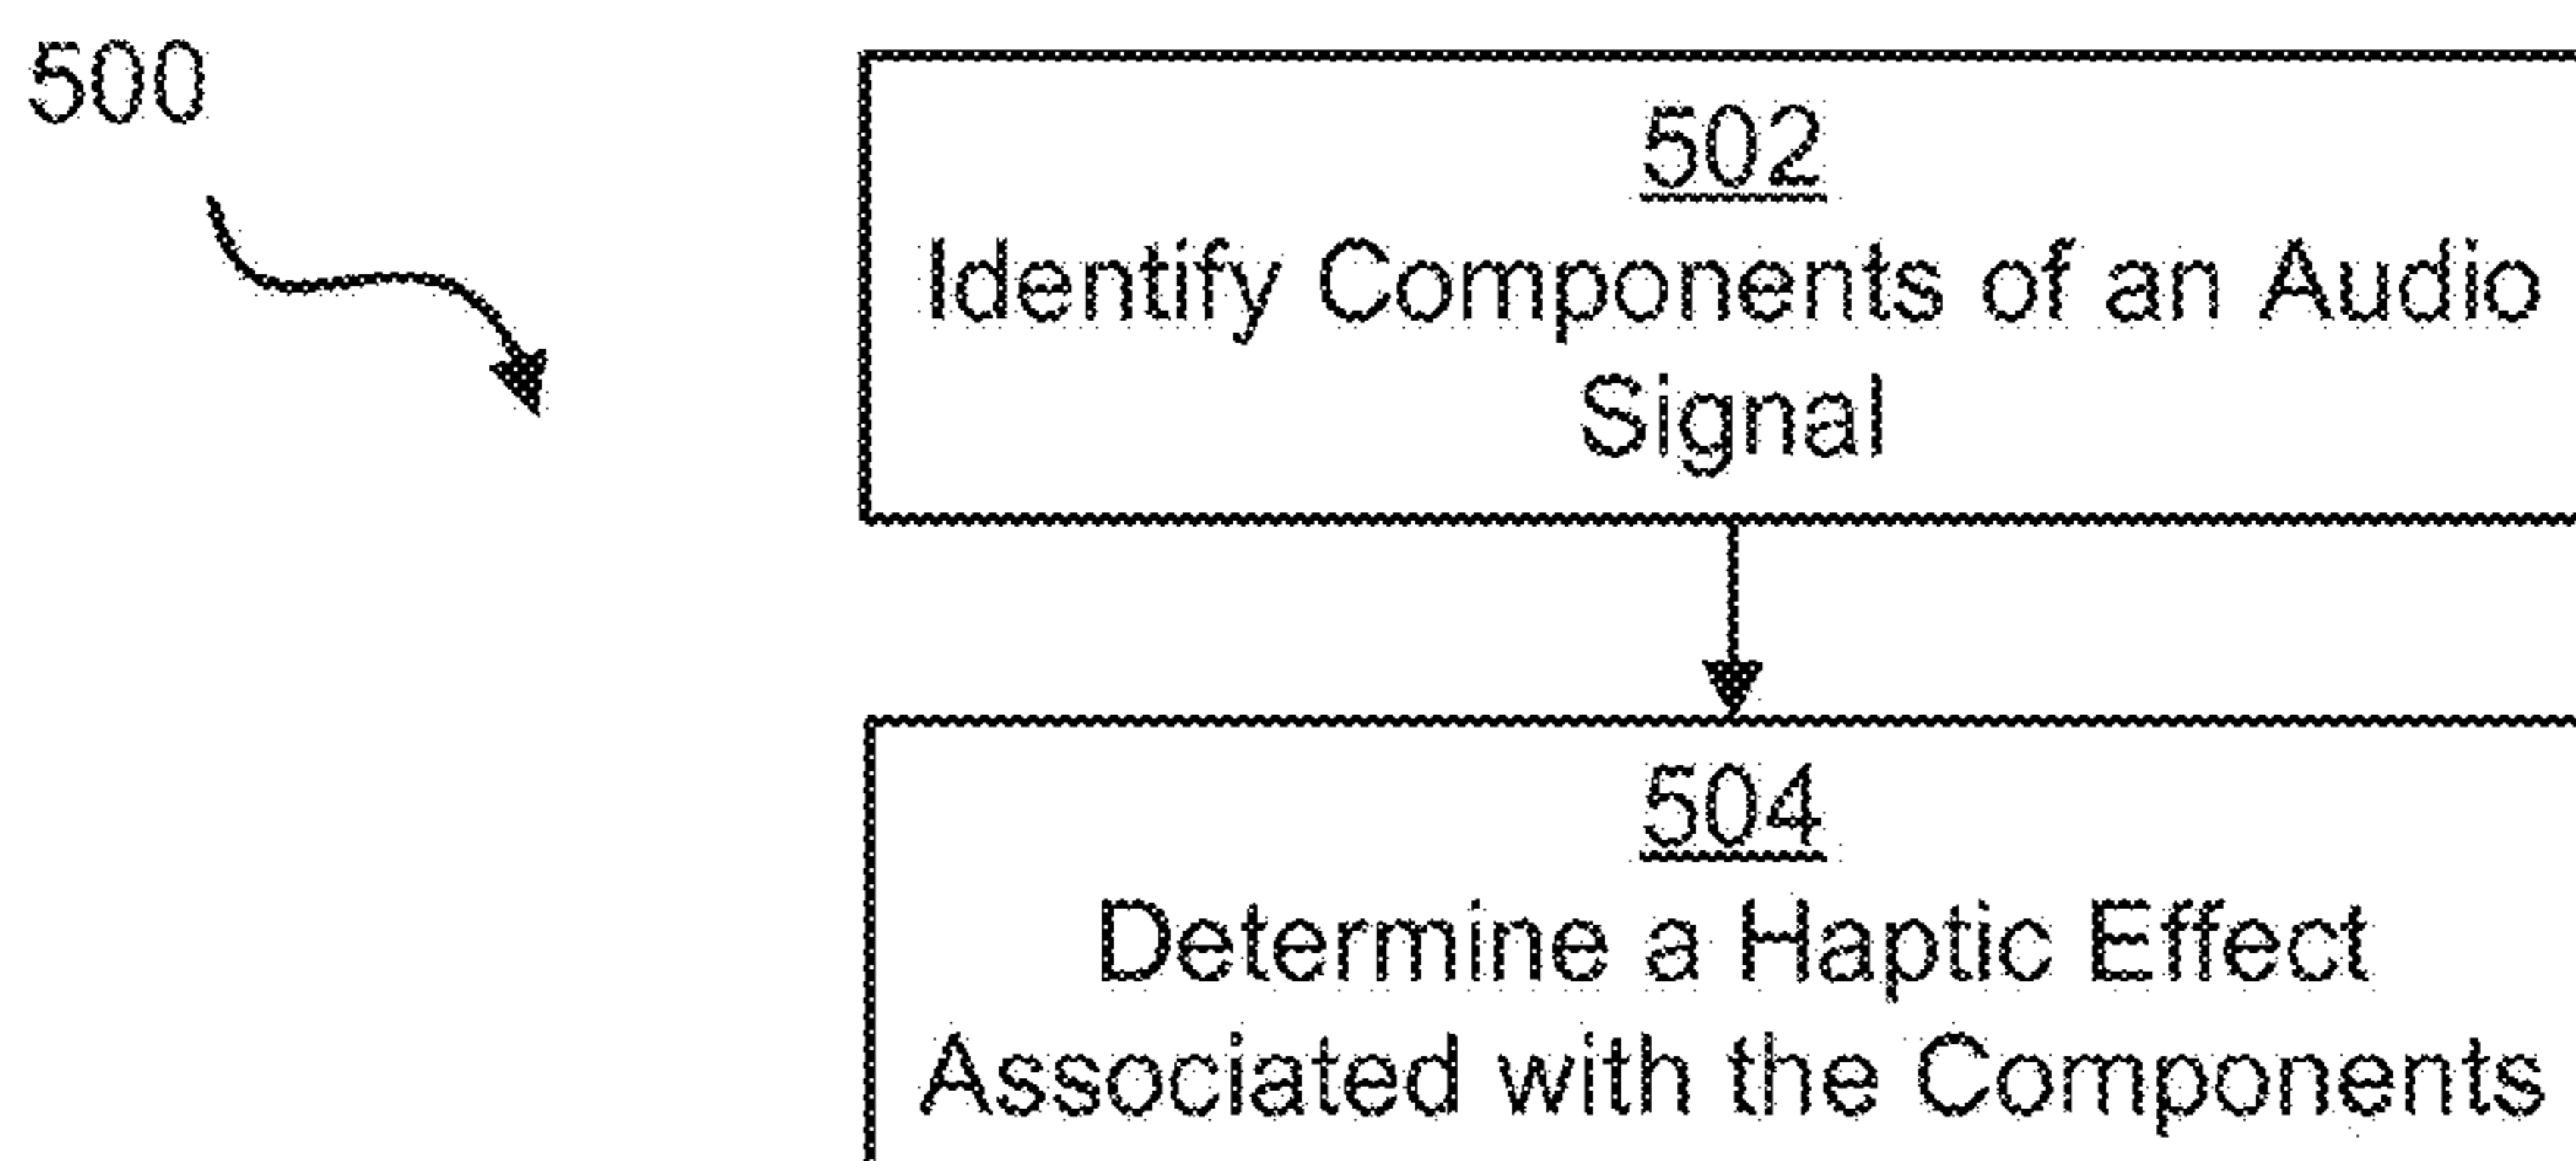 500
502
Identify Components of an Audio
Signal
504
Determine a Haptic Effect
Associated with the Components